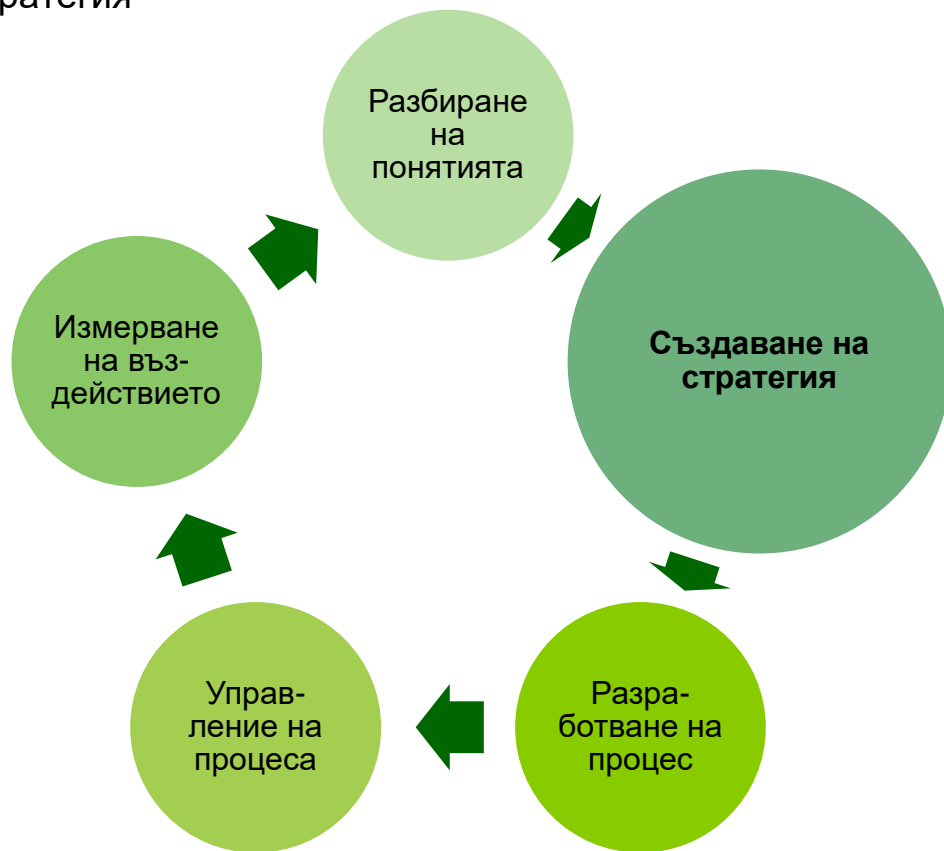 Разбиране
на
понятията
Създаване на
стратегия
Разра-
ботване на
процес
Управ-
ление на
процеса
Измерване
на въз-
действието